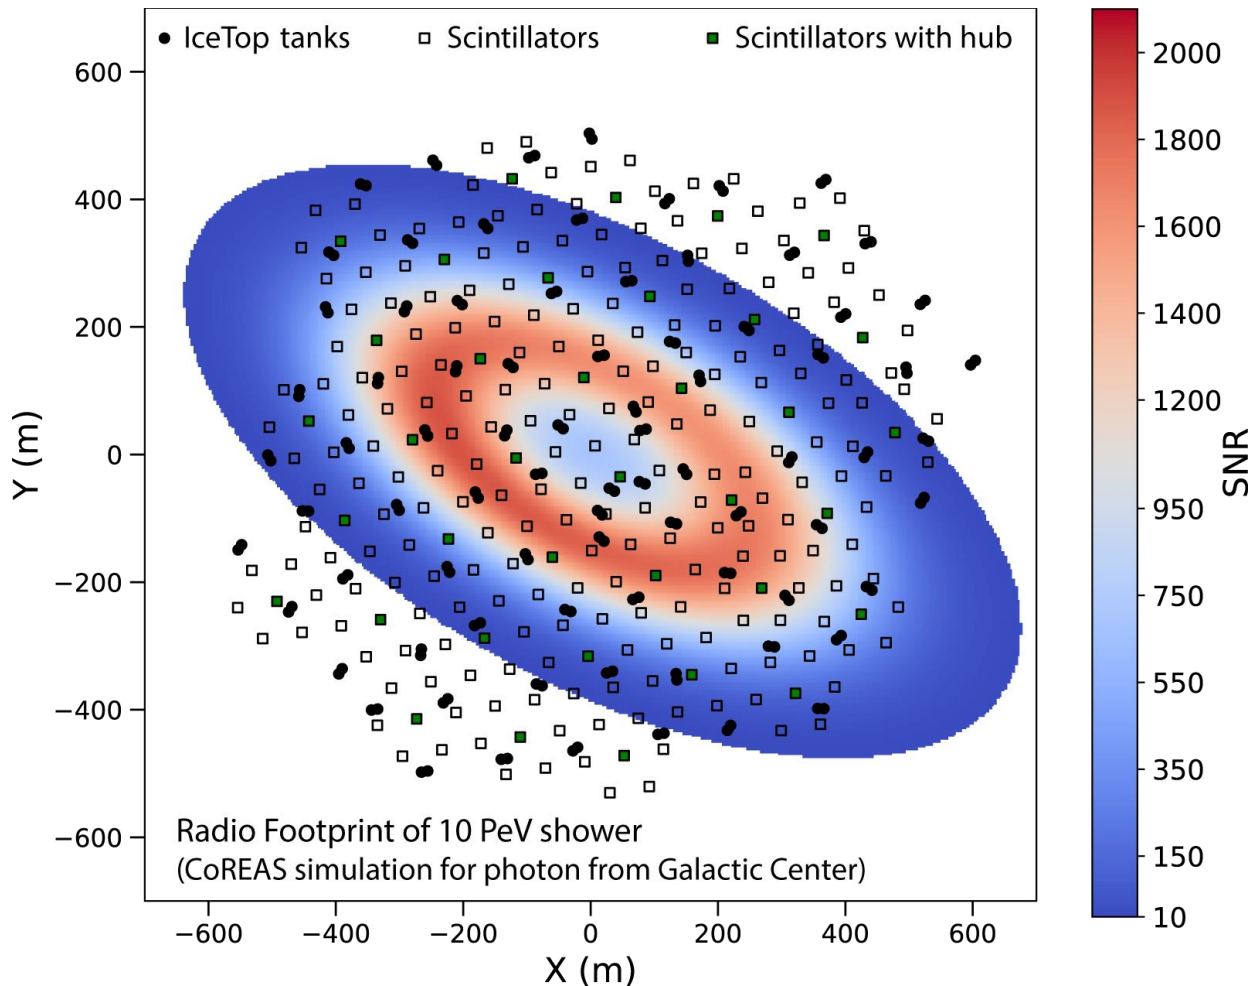 IceTop tanks Scintillators Scintillators with hub
600
400
200
0
−200
−400
−600
Y (m)
Radio Footprint of 10 PeV shower
(CoREAS simulation for photon from Galactic Center)
−600 −400 −200 0 200 400 600
X (m)
2000
1800
1600
1400
1200
950
750
550
350
150
10
SNR